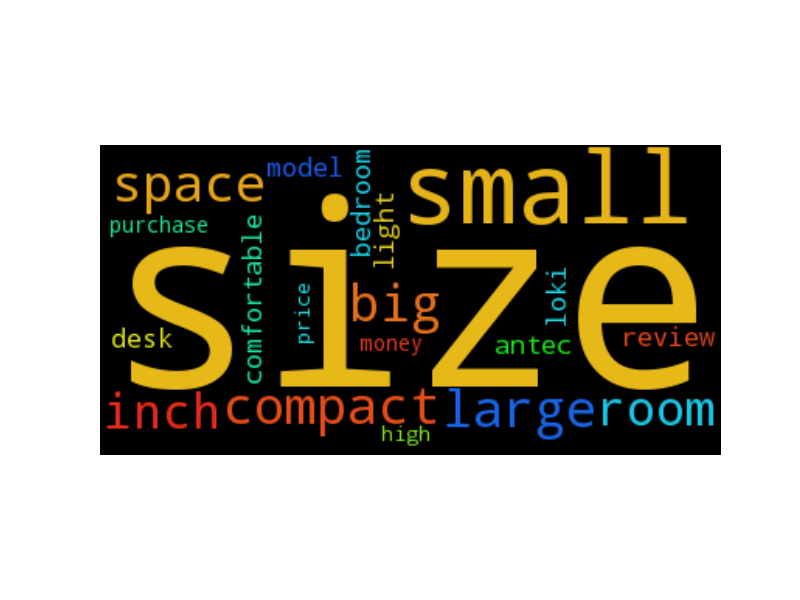 small
model
bedroom
space
light
purchase
comfortable
size
loki
price
big
desk
money
antec
review
inch
compact
large
room
high